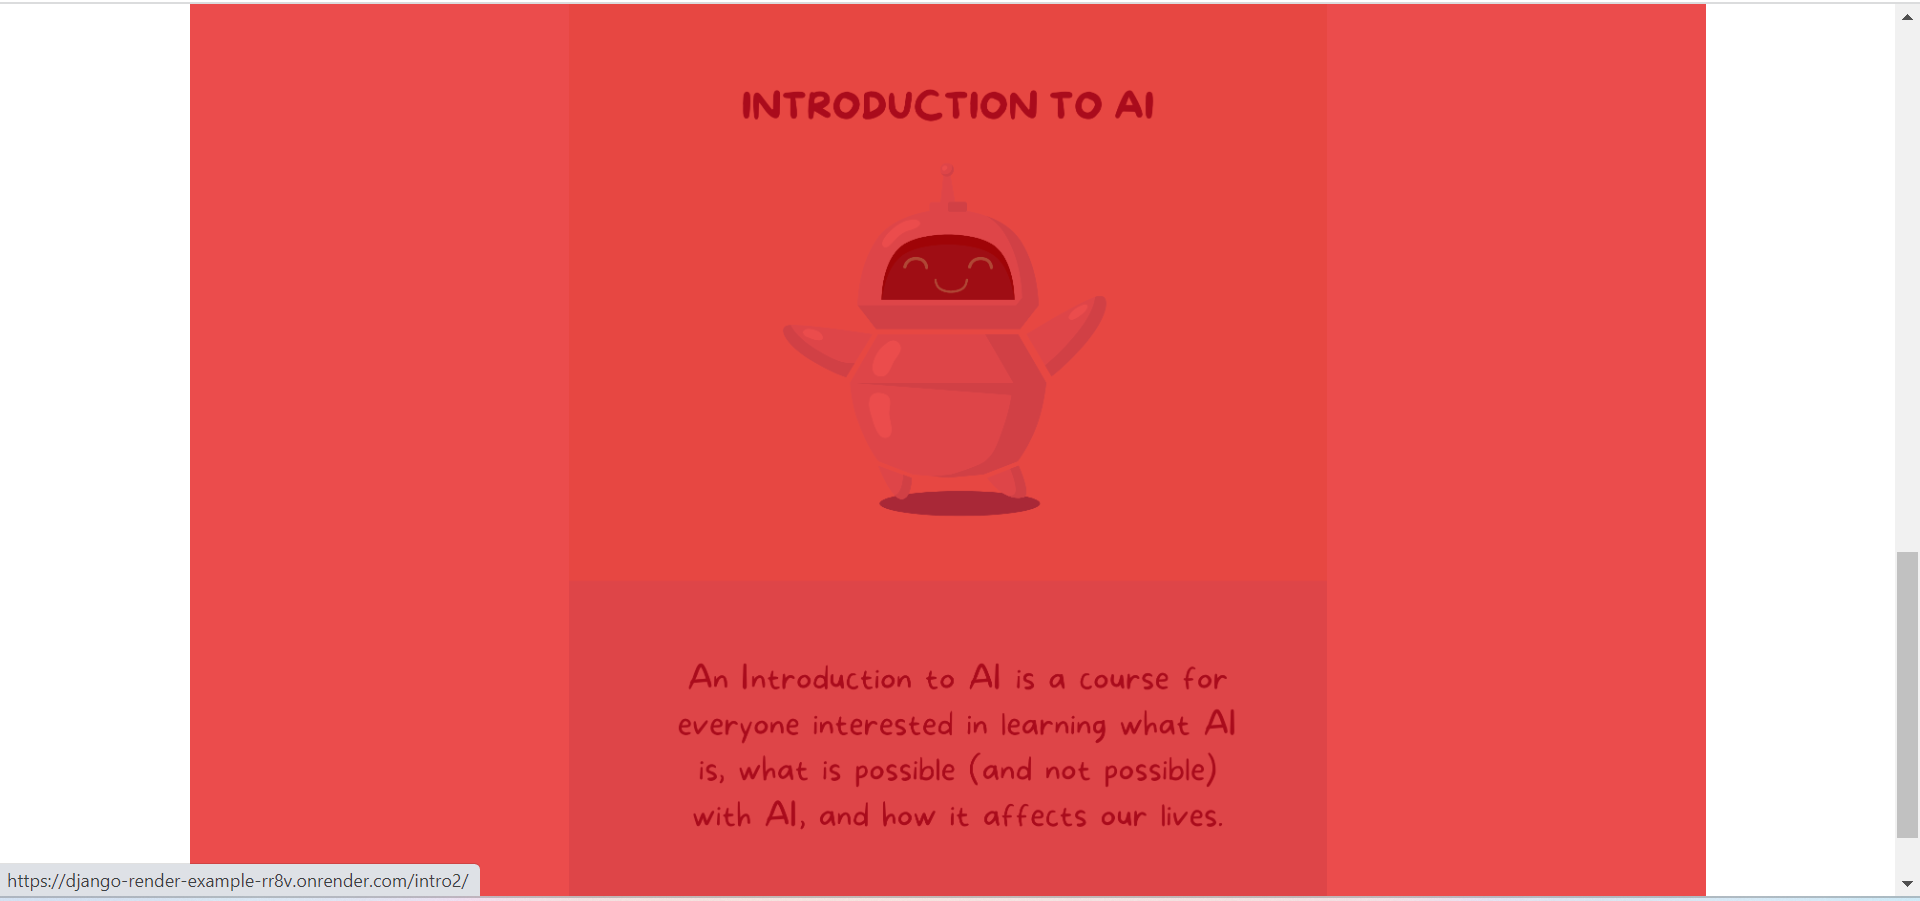 INTRODUCTION TO AI
An Introduction to AI is a course for
everyone interested in learning what AI
is, what is possible (and not possible)
with AI, and how it affects our lives.
https://django-render-example-rr8v.onrender.com/intro2/